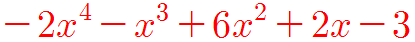 $-2x^4 - x^3 + 6x^2 + 2x - 3$